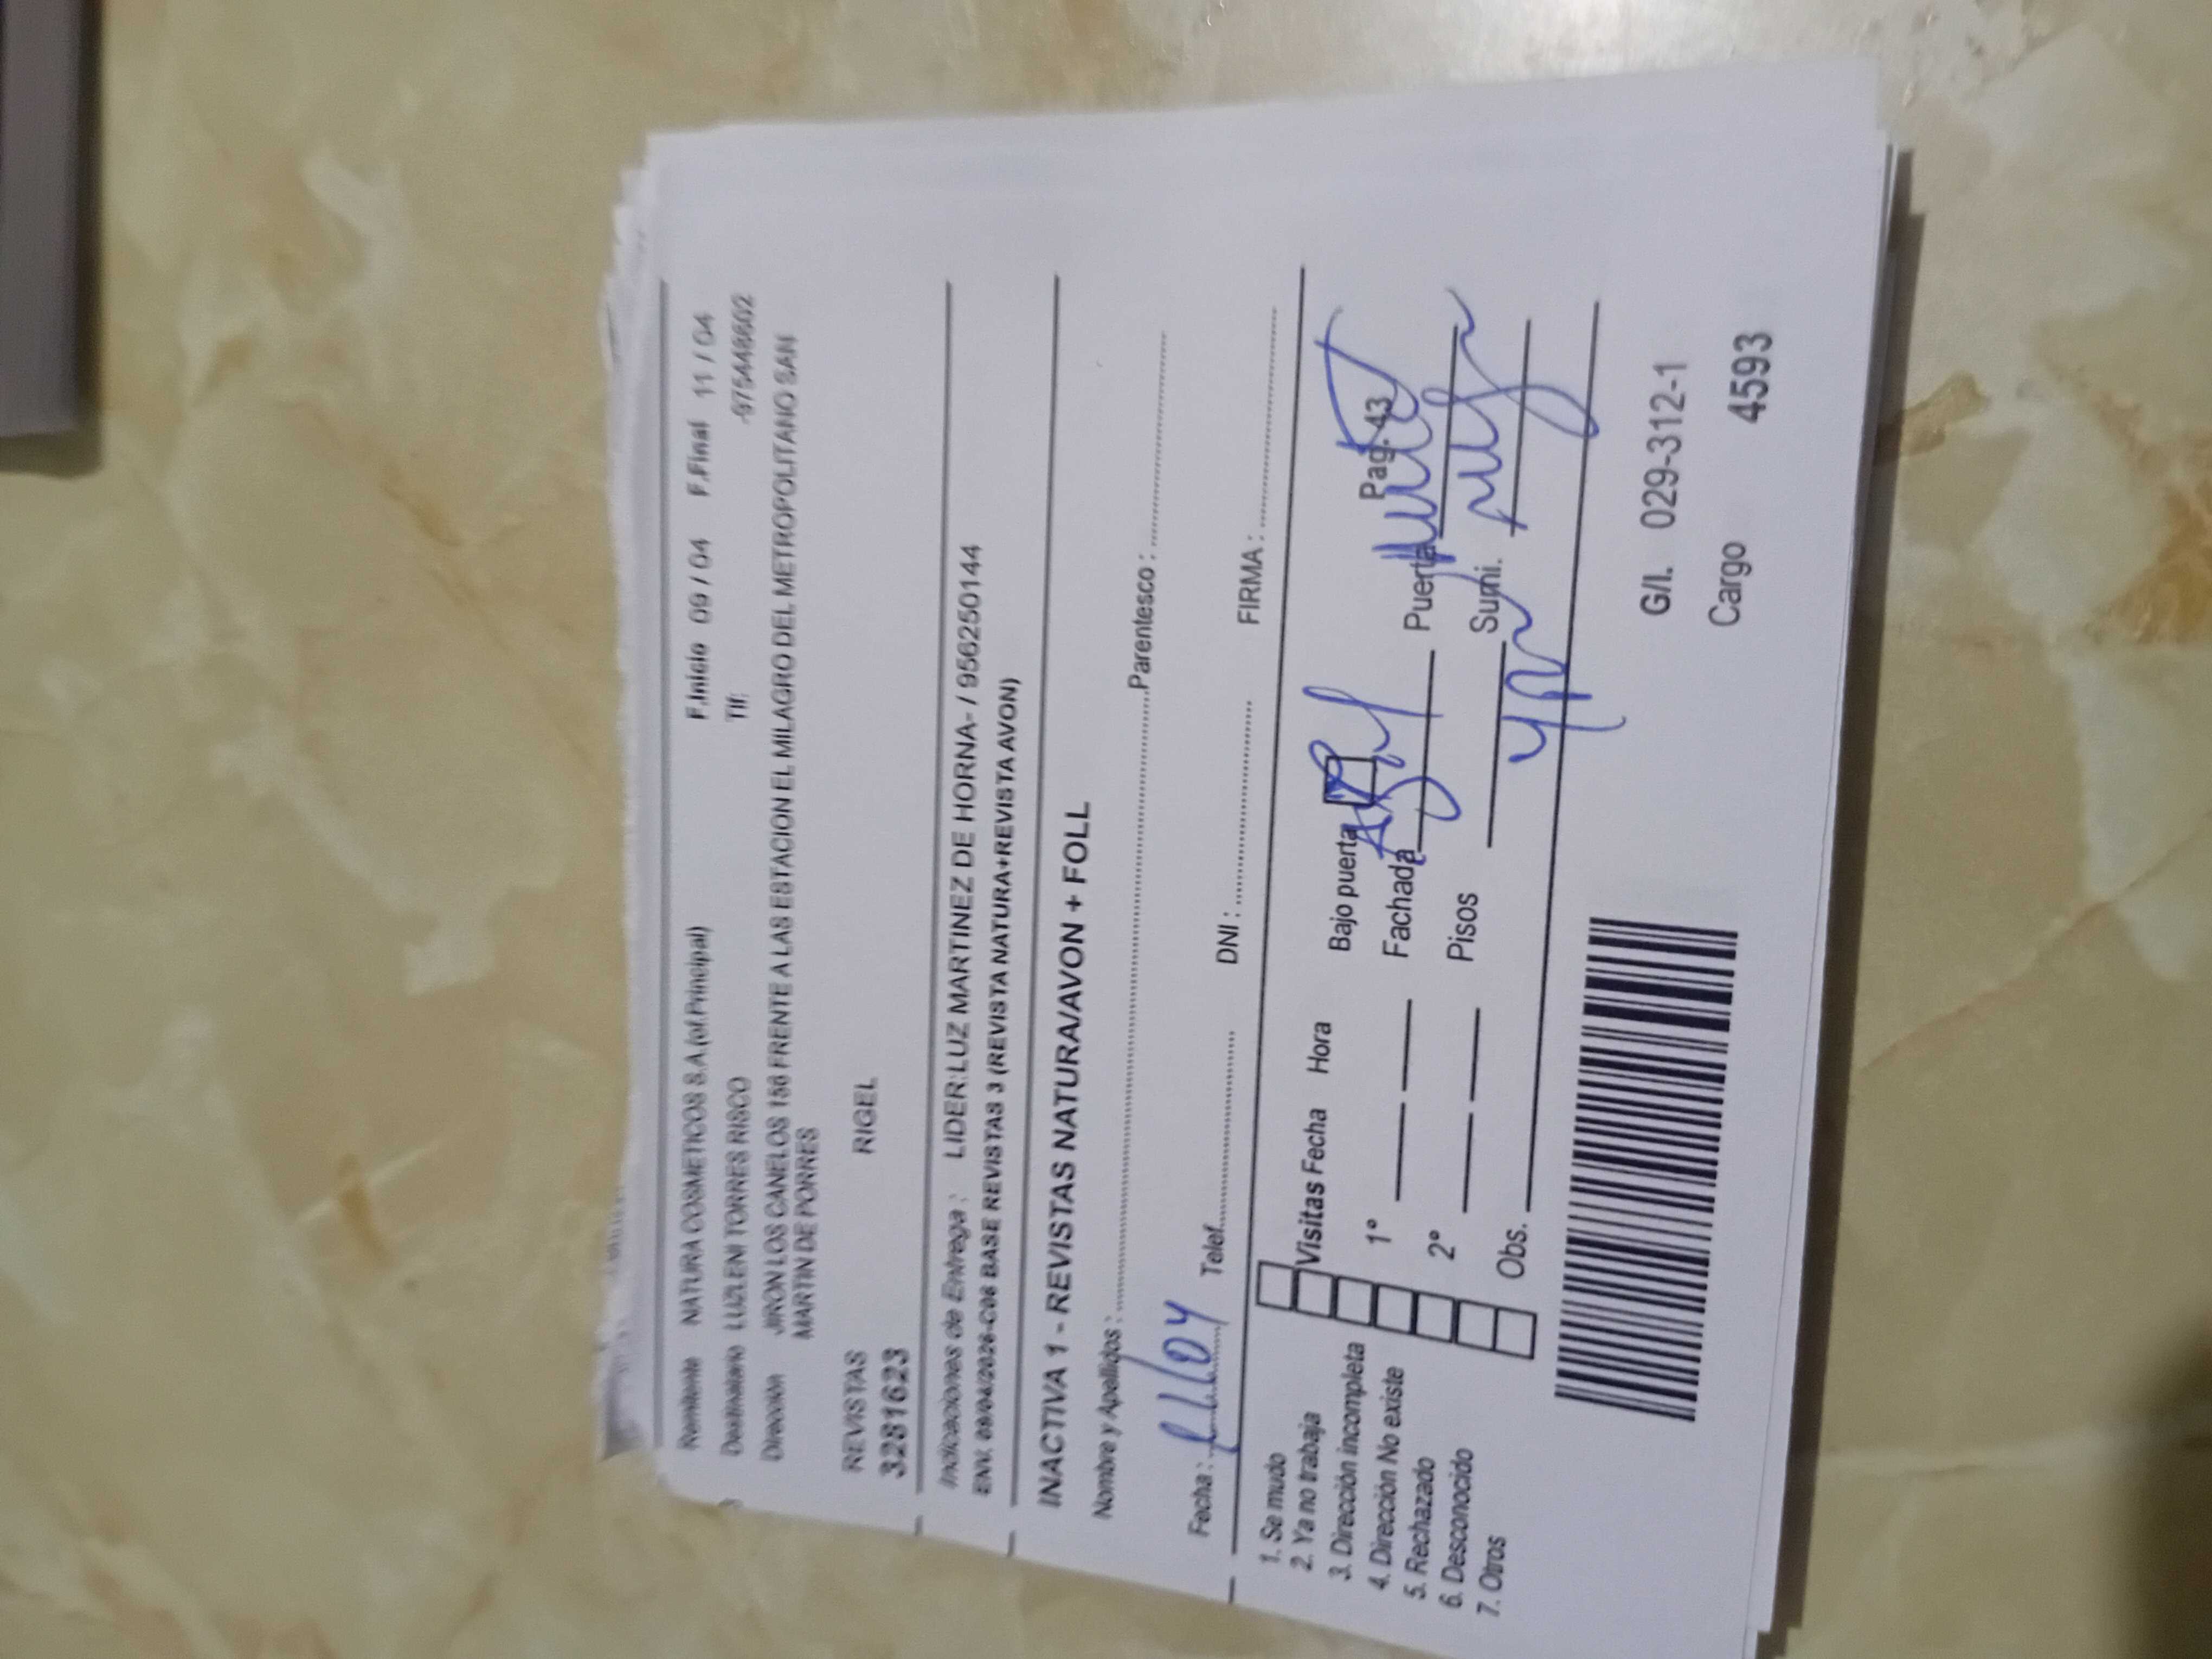 Remitente NATURA COSMETICOS S.A (of.Principal) F.Inicio 09 / 04 F.Final 11 / 04
Destinatario LUZLENI TORRES RISCO Tlf: -975448602
Dirección JIRON LOS CANELOS 156 FRENTE A LAS ESTACION EL MILAGRO DEL METROPOLITANO SAN
MARTIN DE PORRES
REVISTAS RIGEL
3281623
Indicaciones de Entrega : LIDER:LUZ MARTINEZ DE HORNA- / 956250144
ENV. 09/04/2026-C06 BASE REVISTAS 3 (REVISTA NATURA+REVISTA AVON)
INACTIVA 1 - REVISTAS NATURA/AVON + FOLL
Nombre y Apellidos : Parentesco :
Fecha : 11/04 Telef. DNI : FIRMA :
1. Se mudo
2. Ya no trabaja
3. Dirección incompleta
4. Dirección No existe
5. Rechazado
6. Desconocido
7. Otros
Visitas Fecha Hora Bajo puerta Pag. 43
1° Fachada Puerta
2° Pisos Sumi.
Obs.
G/I. 029-312-1
Cargo 4593